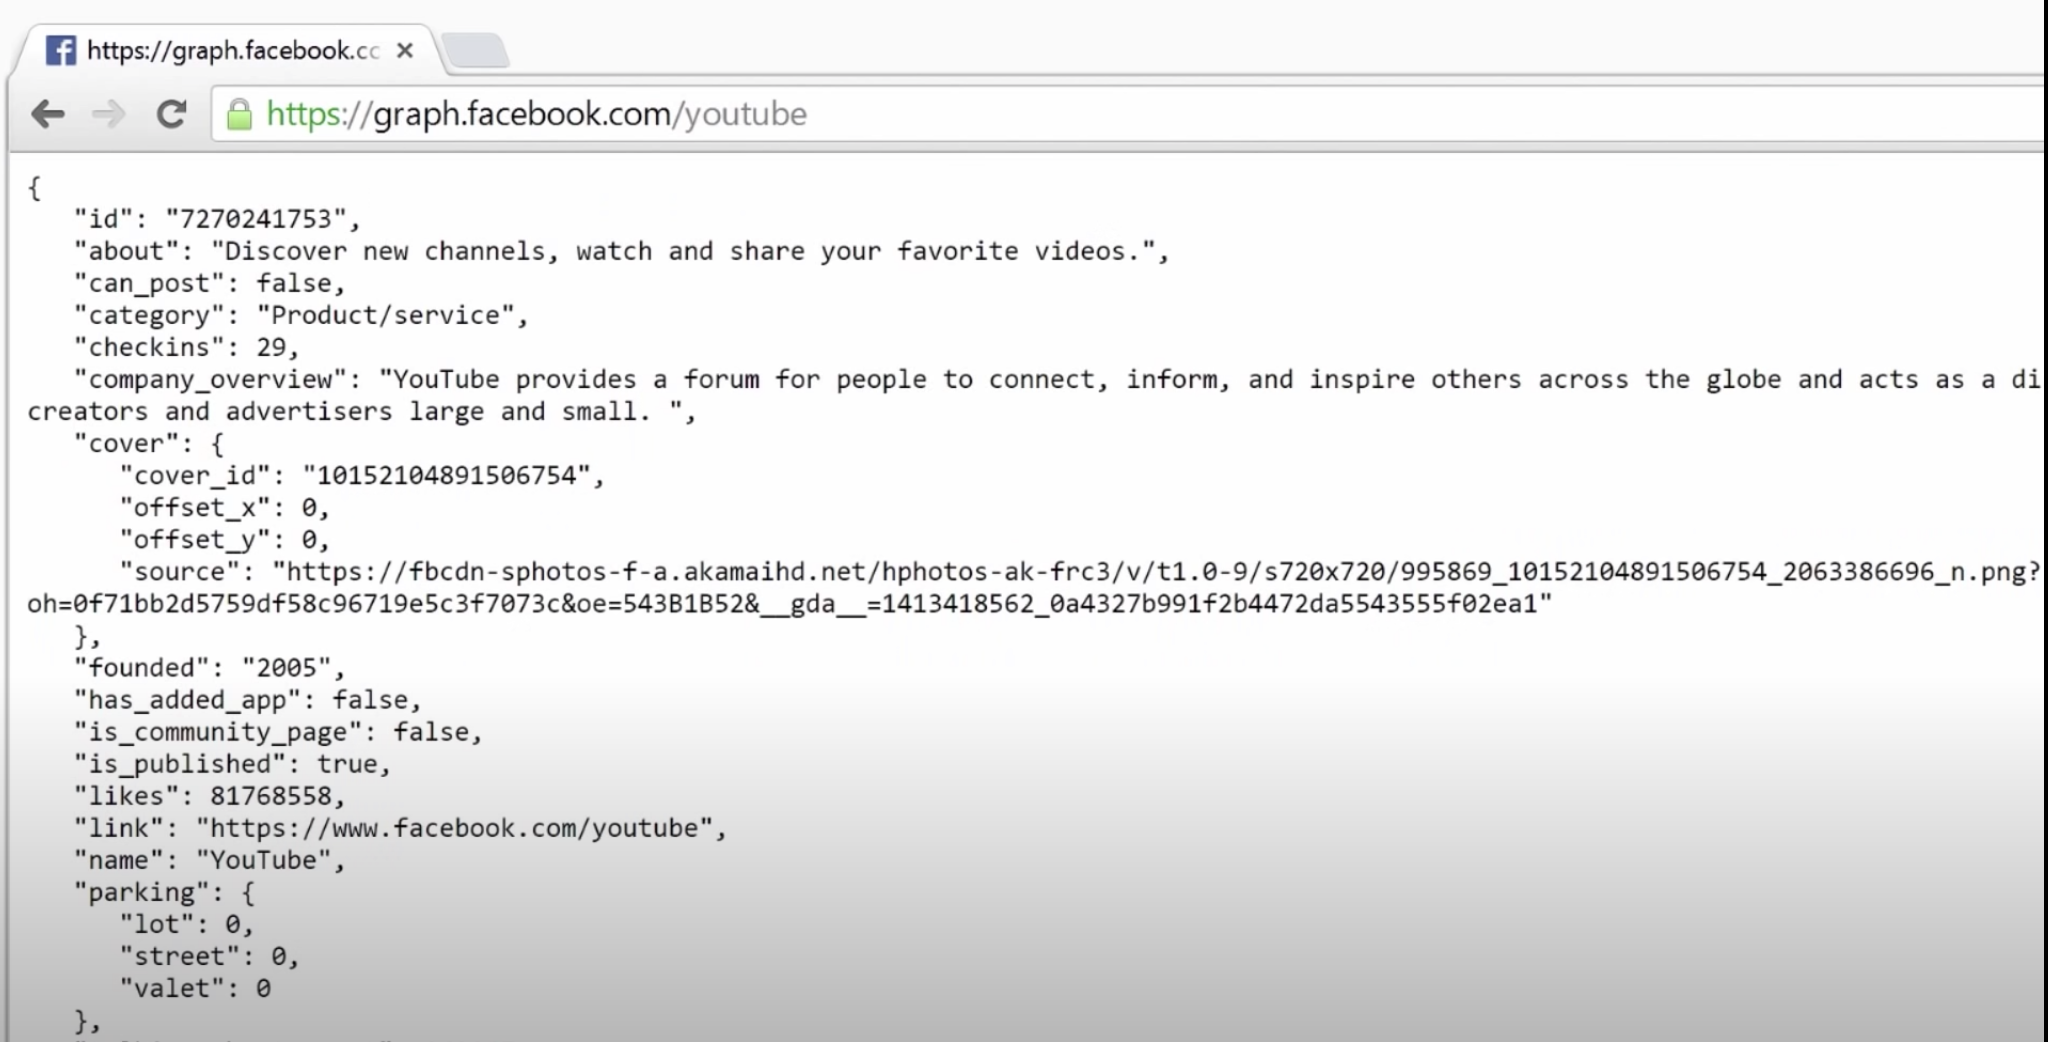 https://graph.facebook.cc
https://graph.facebook.com/youtube
{
"id": "7270241753",
"about": "Discover new channels, watch and share your favorite videos.",
"can_post": false,
"category": "Product/service",
"checkins": 29,
"company_overview": "YouTube provides a forum for people to connect, inform, and inspire others across the globe and acts as a di
creators and advertisers large and small. ",
"cover": {
"cover_id": "10152104891506754",
"offset_x": 0,
"offset_y": 0,
"source": "https://fbcdn-sphotos-f-a.akamaihd.net/hphotos-ak-frc3/v/t1.0-9/s720x720/995869_10152104891506754_2063386696_n.png?
oh=0f71bb2d5759df58c96719e5c3f7073c&oe=543B1B52&__gda__=1413418562_0a4327b991f2b4472da5543555f02ea1"
},
"founded": "2005",
"has_added_app": false,
"is_community_page": false,
"is_published": true,
"likes": 81768558,
"link": "https://www.facebook.com/youtube",
"name": "YouTube",
"parking": {
"lot": 0,
"street": 0,
"valet": 0
},